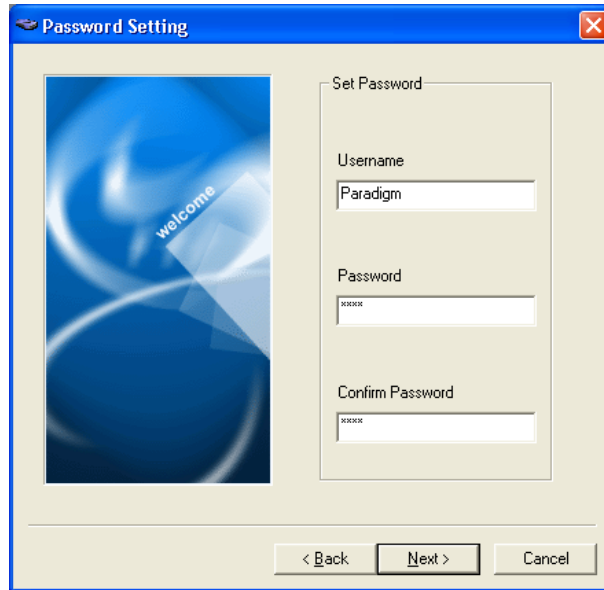 Password Setting
welcome
Set Password
Username
Paradigm
Password
****
Confirm Password
****
< Back Next > Cancel